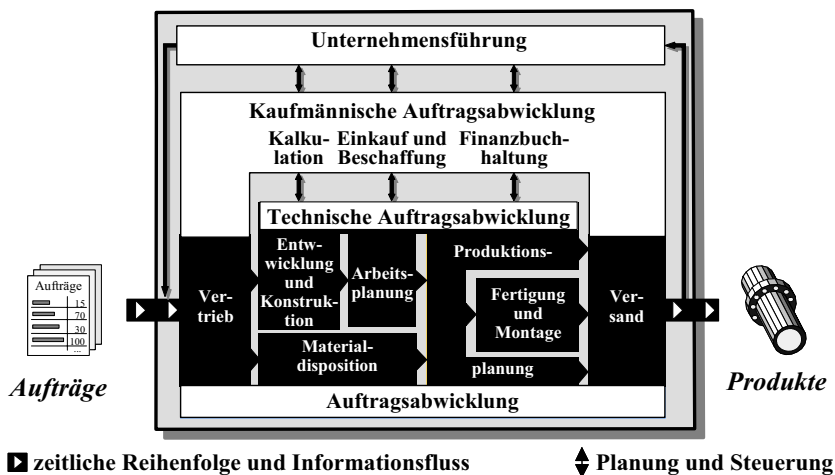 Unternehmensführung
Kaufmännische Auftragsabwicklung
Kalku-
lation
Einkauf und
Beschaffung
Finanzbuch-
haltung
Technische Auftragsabwicklung
Aufträge
15
70
30
100
...
Aufträge
Ver-
trieb
Entw-
wicklung
und
Konstruk-
tion
Arbeits-
planung
Material-
disposition
Produktions-
Fertigung
und
Montage
planung
Ver-
sand
Produkte
Auftragsabwicklung
zeitliche Reihenfolge und Informationsfluss
Planung und Steuerung